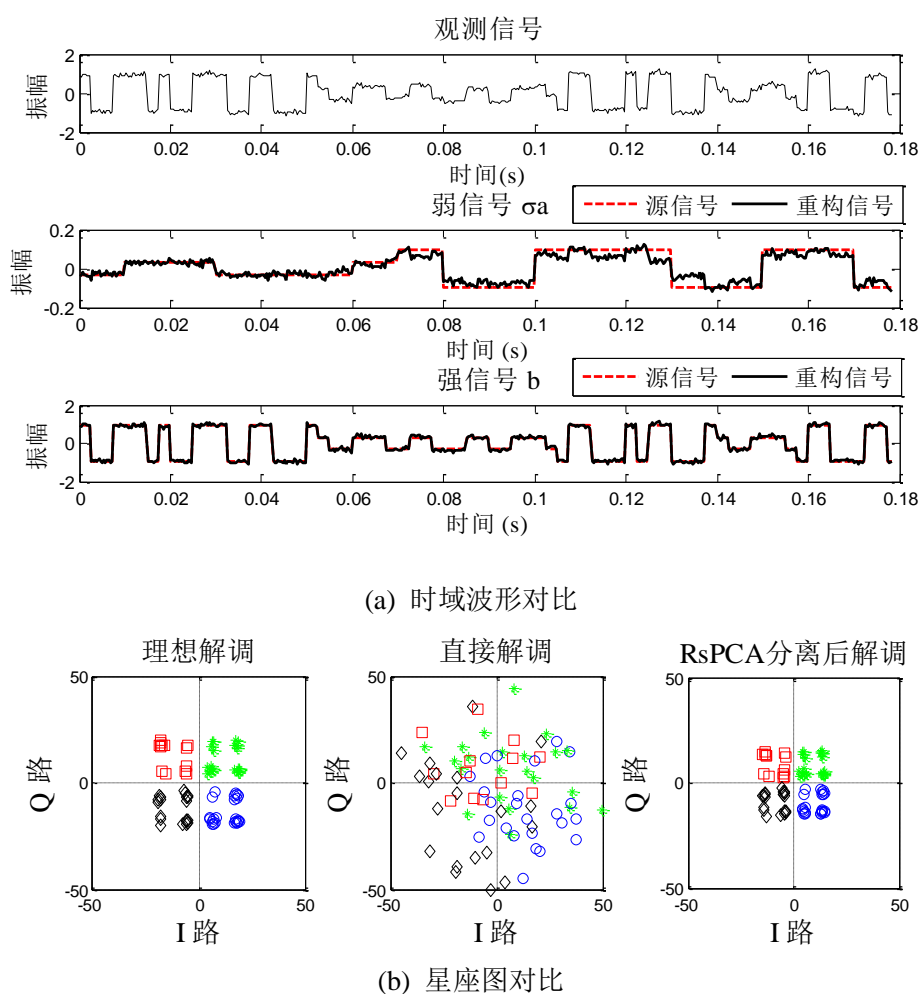 观测信号
2
0
-2
振幅
0 0.02 0.04 0.06 0.08 0.1 0.12 0.14 0.16 0.18
时间(s)
弱信号 σa
源信号 重构信号
0.2
0
-0.2
振幅
0 0.02 0.04 0.06 0.08 0.1 0.12 0.14 0.16 0.18
时间 (s)
强信号 b
源信号 重构信号
2
0
-2
振幅
0 0.02 0.04 0.06 0.08 0.1 0.12 0.14 0.16 0.18
时间 (s)
(a) 时域波形对比
理想解调
50
0
-50
Q 路
-50 0 50
I 路
直接解调
50
0
-50
Q 路
-50 0 50
I 路
RsPCA分离后解调
50
0
-50
Q 路
-50 0 50
I 路
(b) 星座图对比